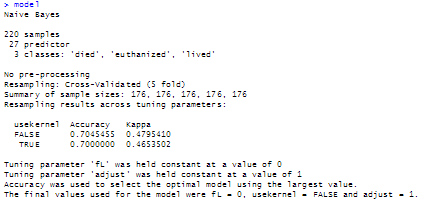 > model
Naive Bayes
220 samples
27 predictor
3 classes: 'died', 'euthanized', 'lived'
No pre-processing
Resampling: Cross-Validated (5 fold)
Summary of sample sizes: 176, 176, 176, 176, 176
Resampling results across tuning parameters:
usekernel Accuracy Kappa
FALSE 0.7045455 0.4795410
TRUE 0.7000000 0.4653502
Tuning parameter 'fL' was held constant at a value of 0
Tuning parameter 'adjust' was held constant at a value of 1
Accuracy was used to select the optimal model using the largest value.
The final values used for the model were fL = 0, usekernel = FALSE and adjust = 1.